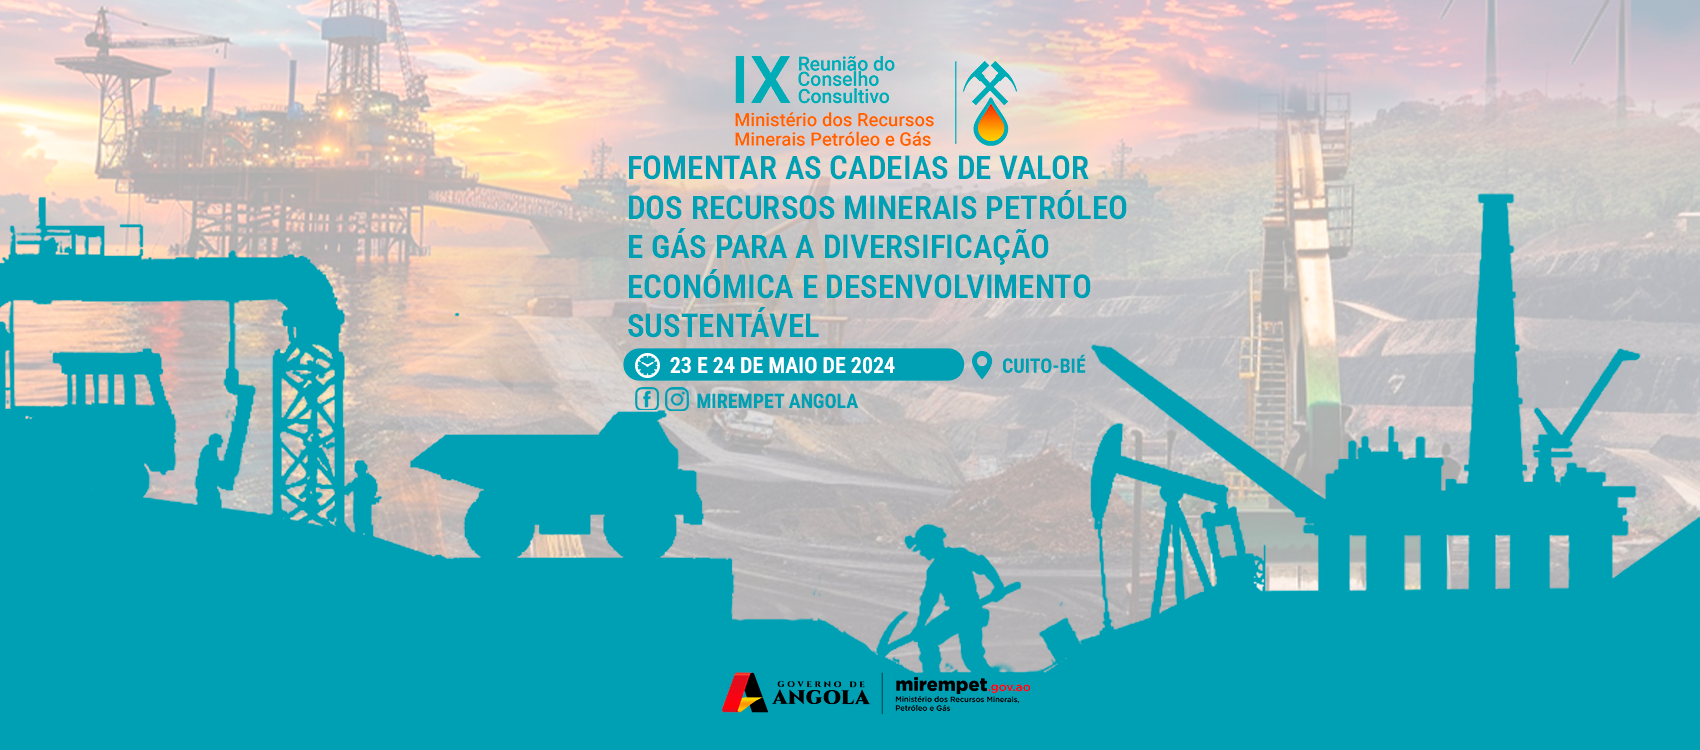 IX
Reunião do
Conselho
Consultivo
Ministério dos Recursos
Minerais Petróleo e Gás
FOMENTAR AS CADEIAS DE VALOR
DOS RECURSOS MINERAIS PETRÓLEO
E GÁS PARA A DIVERSIFICAÇÃO
ECONÓMICA E DESENVOLVIMENTO
SUSTENTÁVEL
23 E 24 DE MAIO DE 2024
CUITO-BIÉ
MIREMPET ANGOLA
GOVERNO DE
ANGOLA
mirempet.gov.ao
Ministério dos Recursos Minerais,
Petróleo e Gás